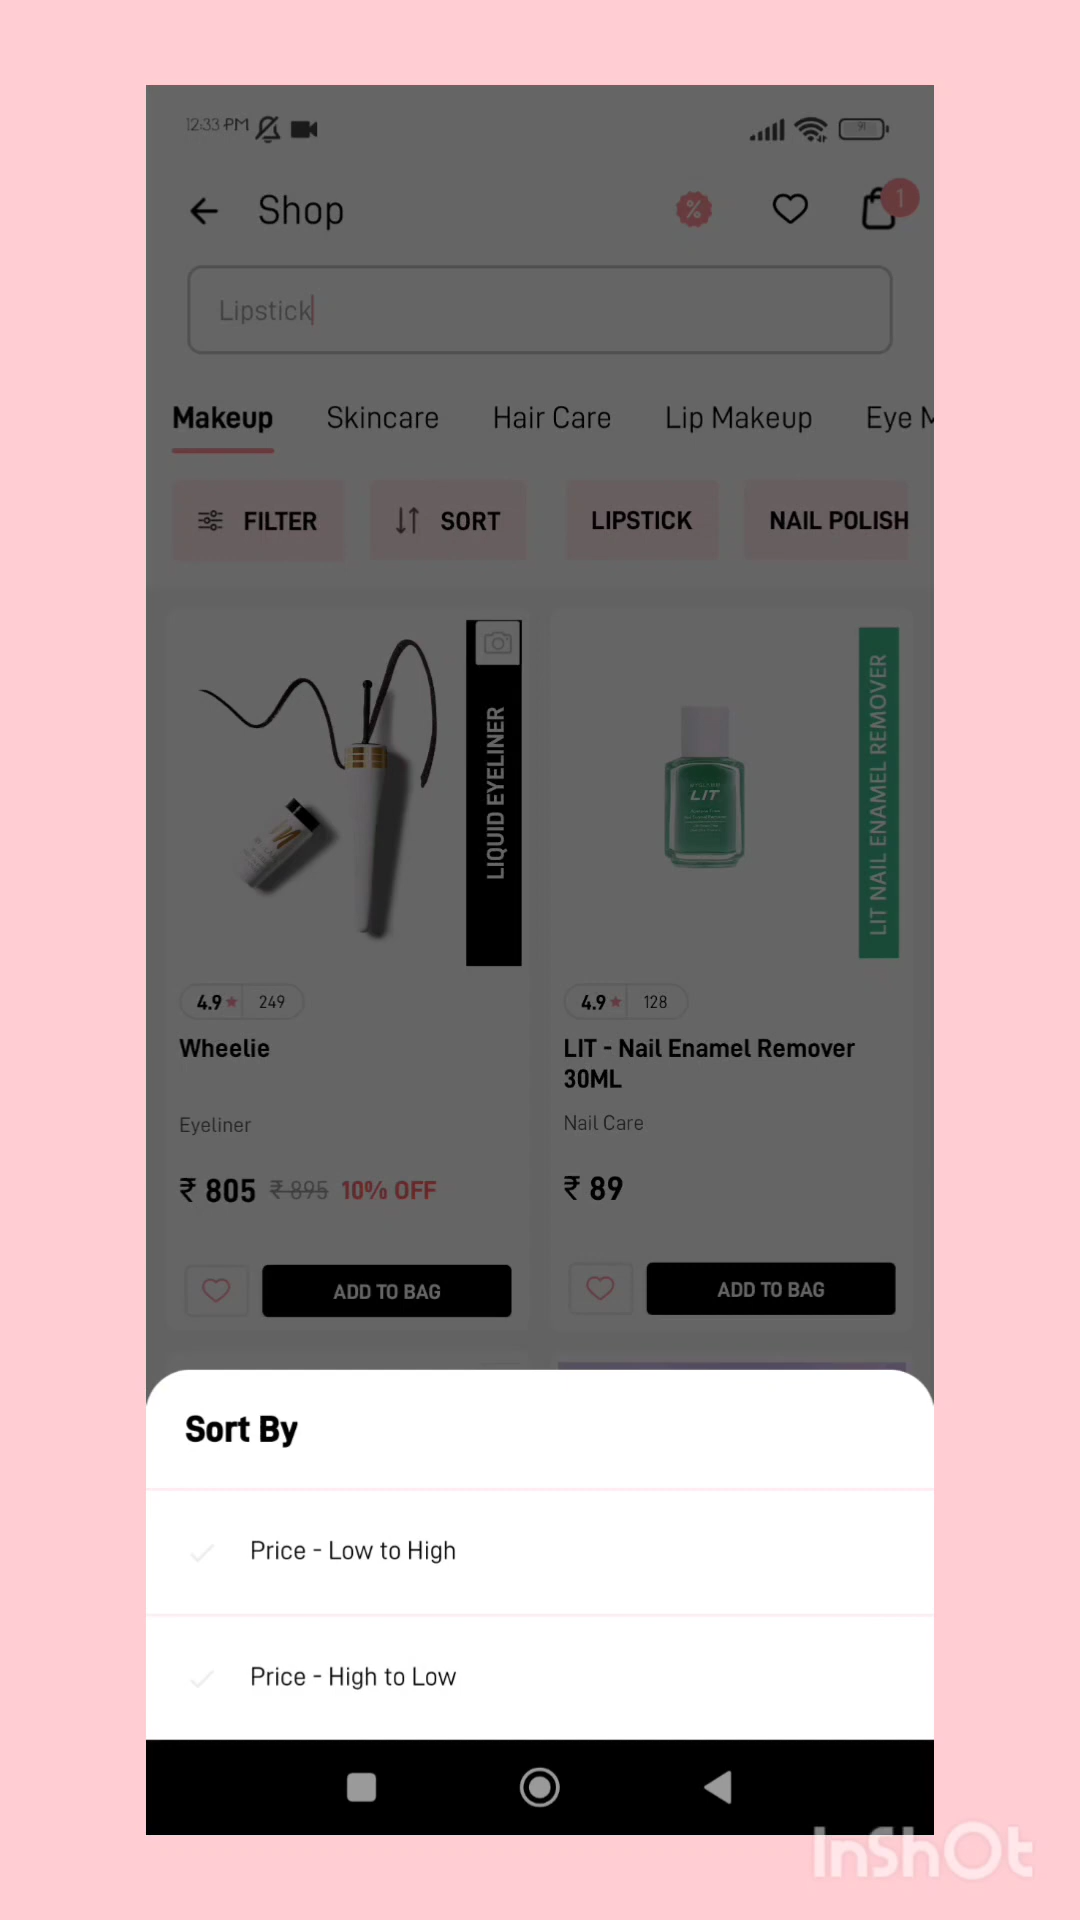 12:33 PM
91
Shop
%
1
Lipstick
Makeup
Skincare
Hair Care
Lip Makeup
Eye M
FILTER
SORT
LIPSTICK
NAIL POLISH
LIQUID EYELINER
LIT
LIT NAIL ENAMEL REMOVER
4.9 ★ 249
4.9 ★ 128
Wheelie
LIT - Nail Enamel Remover
30ML
Eyeliner
Nail Care
₹ 805 ₹ 895 10% OFF
₹ 89
ADD TO BAG
ADD TO BAG
Sort By
Price - Low to High
Price - High to Low
InShOt